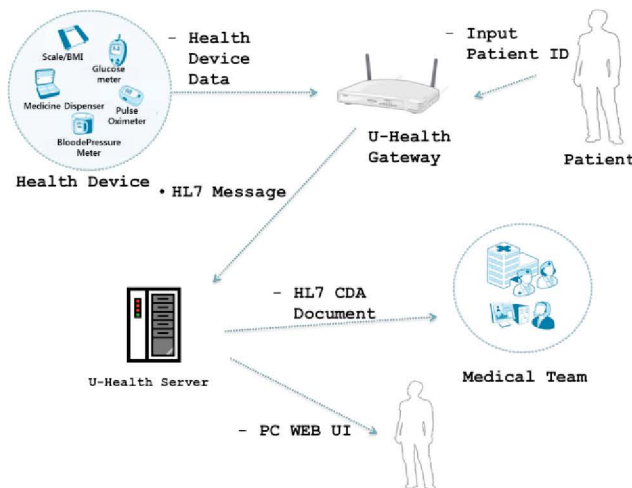 - Health
Device
Data
- Input
Patient ID
Scale/BMI
Glucose
meter
Medicine Dispenser
Pulse
Oximeter
BloodePressure
Meter
Health Device
U-Health
Gateway
Patient
• HL7 Message
- HL7 CDA
Document
U-Health Server
Medical Team
- PC WEB UI